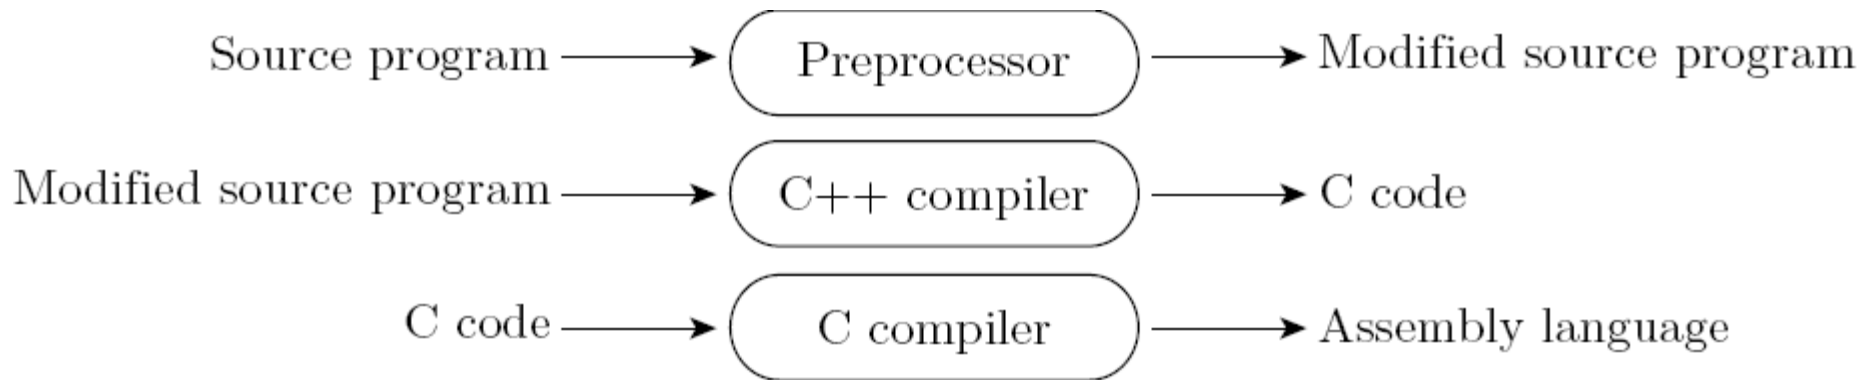 Source program Preprocessor Modified source program
Modified source program C++ compiler C code
C code C compiler Assembly language